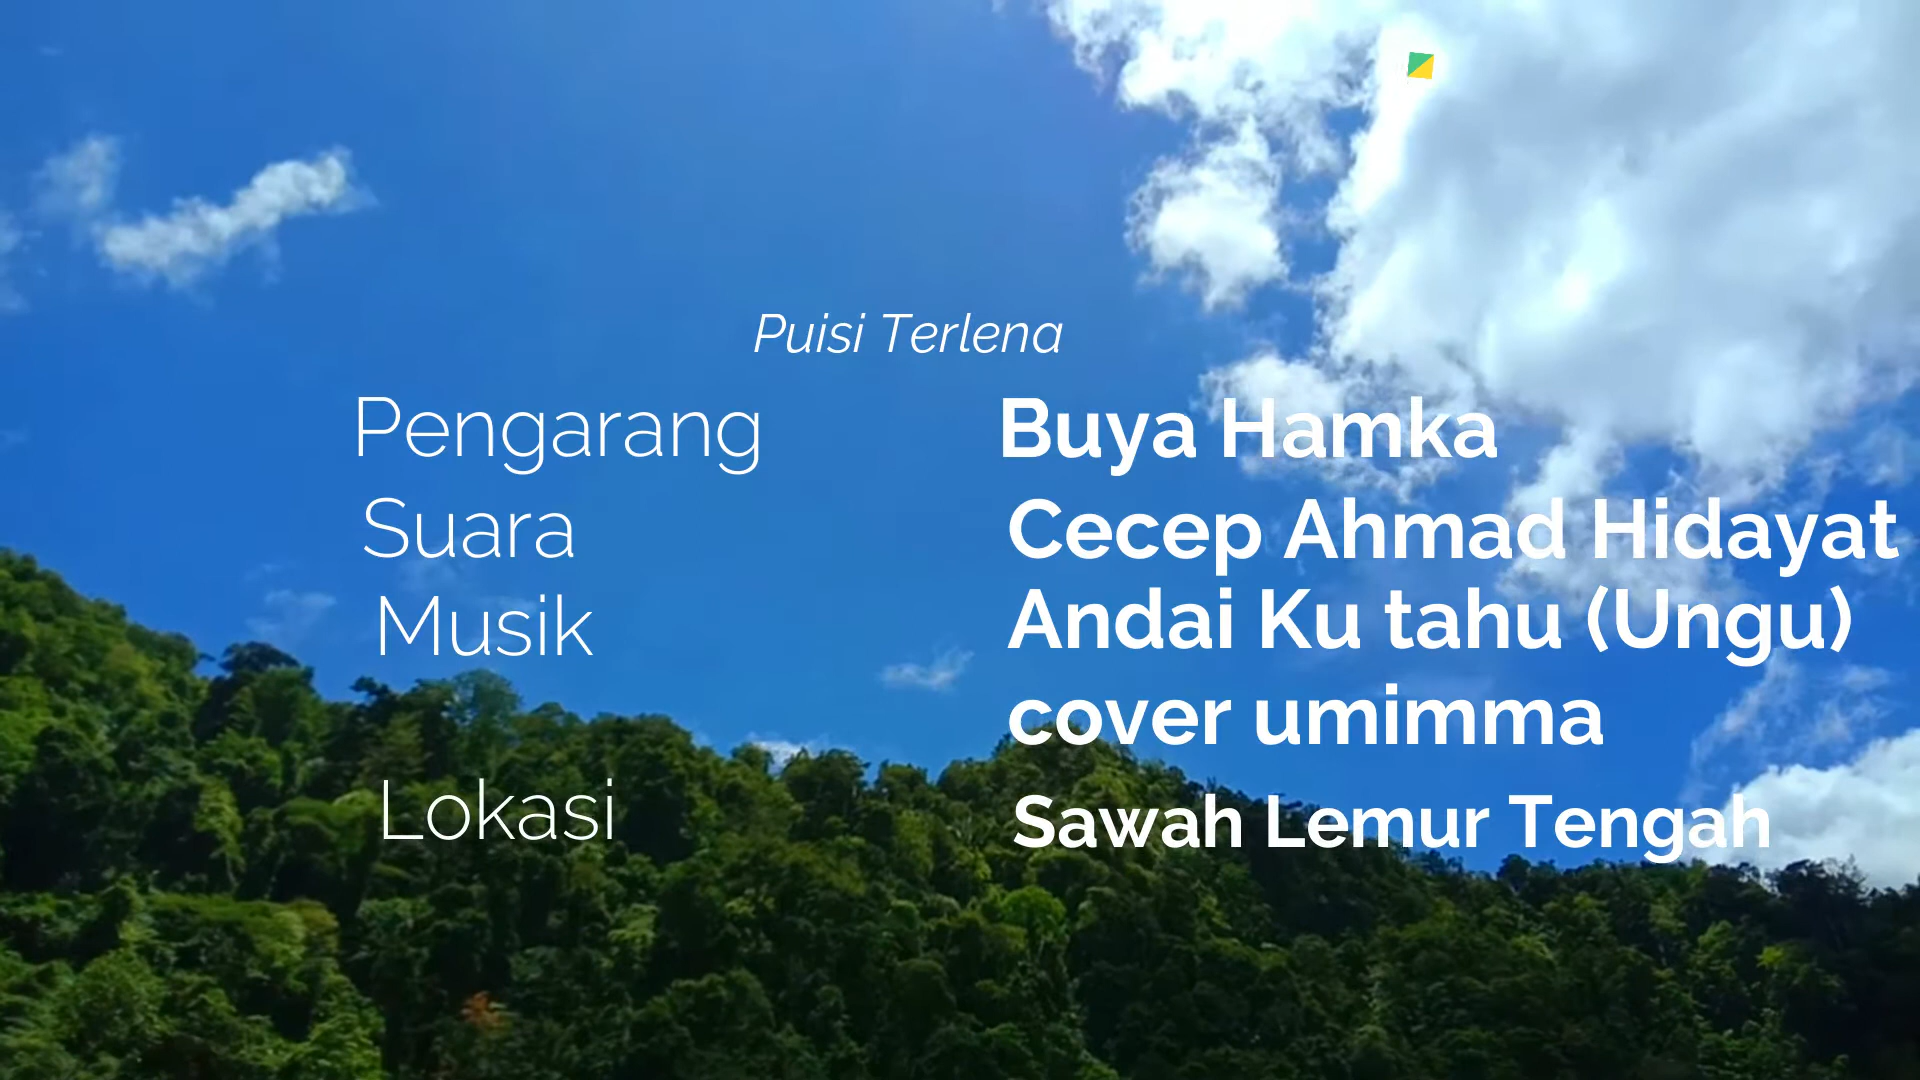 Puisi Terlena
Pengarang Buya Hamka
Suara Cecep Ahmad Hidayat
Musik Andai Ku tahu (Ungu)
cover umimma
Lokasi Sawah Lemur Tengah